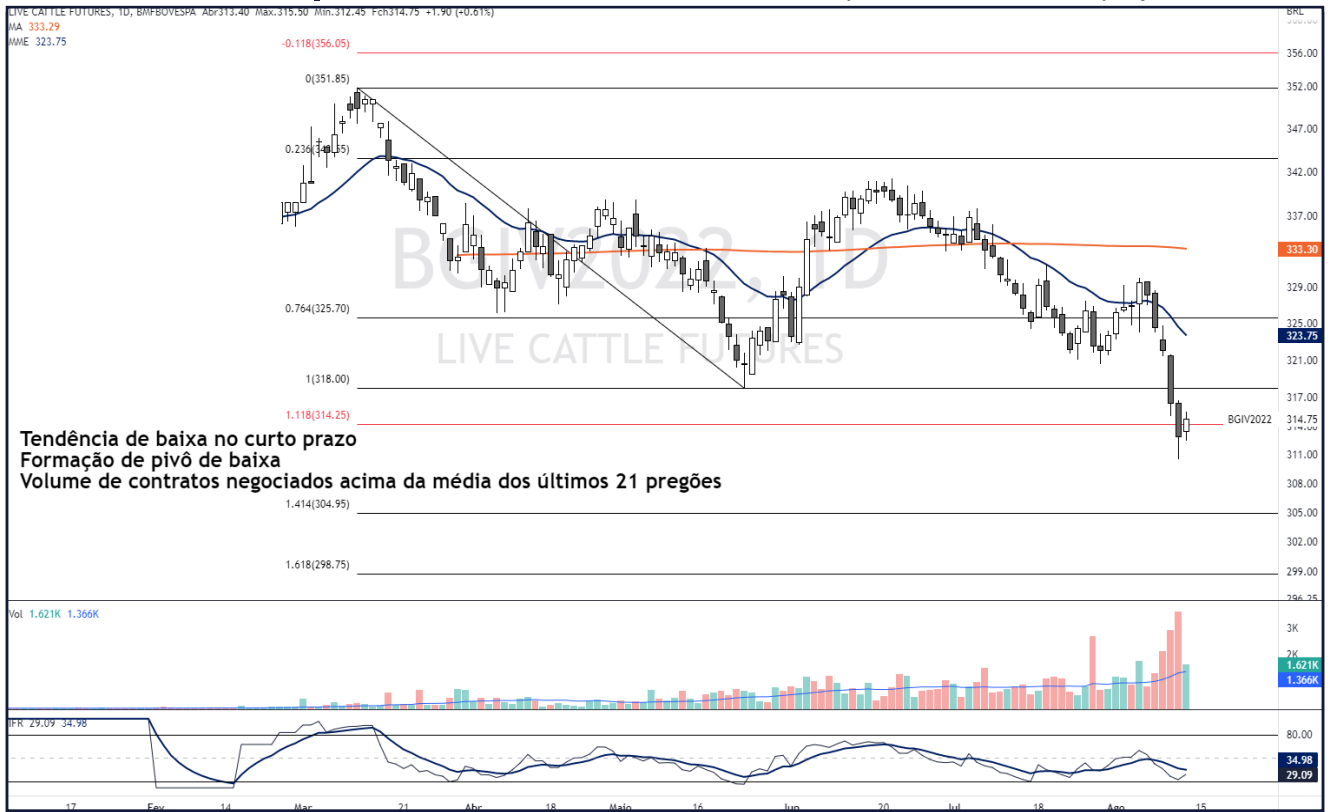 LIVE CATTLE FUTURES, 1D, BMFBOVESPA Abr313.40 Máx.315.50 Mín.312.45 Fch314.75 +1.90 (+0.61%)
BRL
MA 333.29
MME 323.75
-0.118(356.05)
356.00
0(351.85)
352.00
347.00
0.236(343.55)
342.00
337.00
BGIV2022, 1D
333.30
329.00
0.764(325.70)
325.00
323.75
LIVE CATTLE FUTURES
321.00
1(318.00)
317.00
1.118(314.25)
BGIV2022
314.75
314.00
Tendência de baixa no curto prazo
Formação de pivô de baixa
311.00
Volume de contratos negociados acima da média dos últimos 21 pregões
308.00
1.414(304.95)
305.00
302.00
1.618(298.75)
299.00
296.25
Vol 1.621K 1.366K
3K
2K
1.621K
1.366K
IFR 29.09 34.98
80.00
34.98
29.09
17 Fev 14 Mar 21 Abr 18 Maio 16 Jun 20 Jul 18 Ago 15